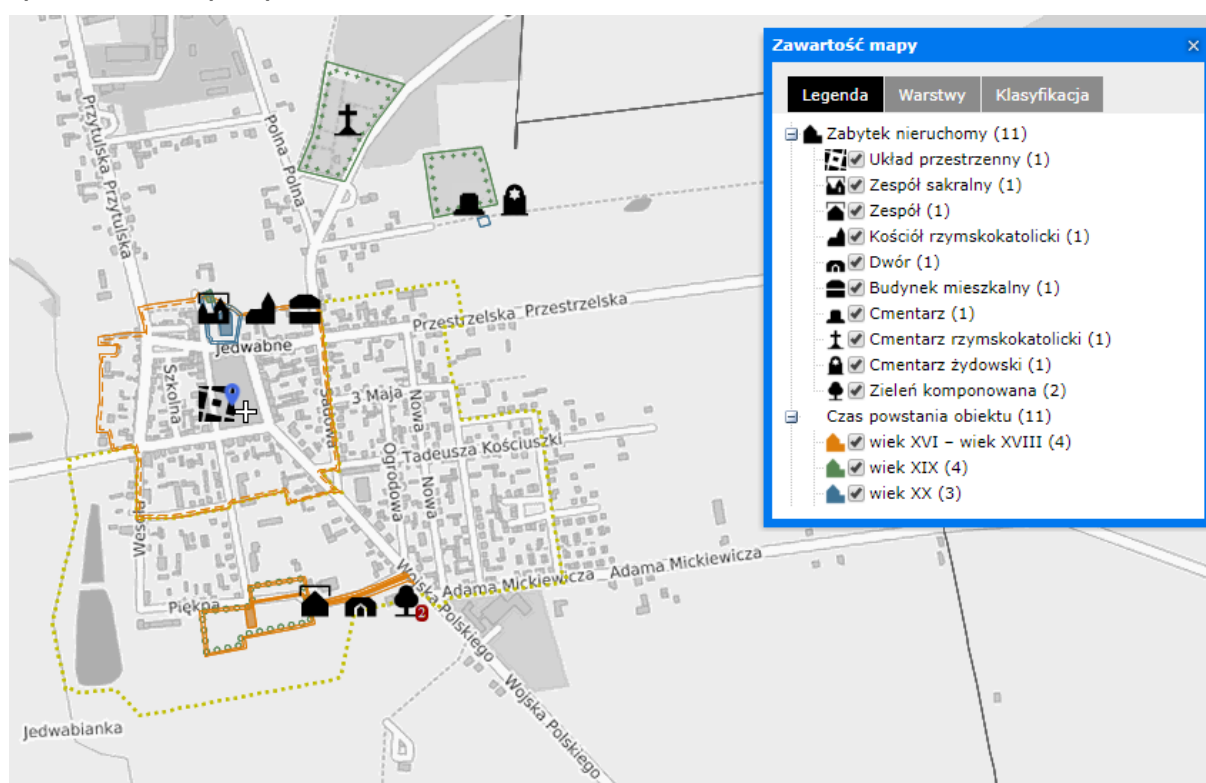 Zawartość mapy
×
Legenda
Warstwy
Klasyfikacja
Zabytek nieruchomy (11)
Układ przestrzenny (1)
Zespół sakralny (1)
Zespół (1)
Kościół rzymskokatolicki (1)
Dwór (1)
Budynek mieszkalny (1)
Cmentarz (1)
Cmentarz rzymskokatolicki (1)
Cmentarz żydowski (1)
Zieleń komponowana (2)
Czas powstania obiektu (11)
wiek XVI – wiek XVIII (4)
wiek XIX (4)
wiek XX (3)
Przytulska Przytulska
Polna Polna
Przestrzelska Przestrzelska
Jedwabne
Szkolna
Sadowa
3 Maja
Nowa
Tadeusza Kościuszki
Ogrodowa
Nowa
Wesoła
Adama Mickiewicza Adama Mickiewicza
Piękna
2
Wojska Polskiego Wojska Polskiego
Jedwabianka